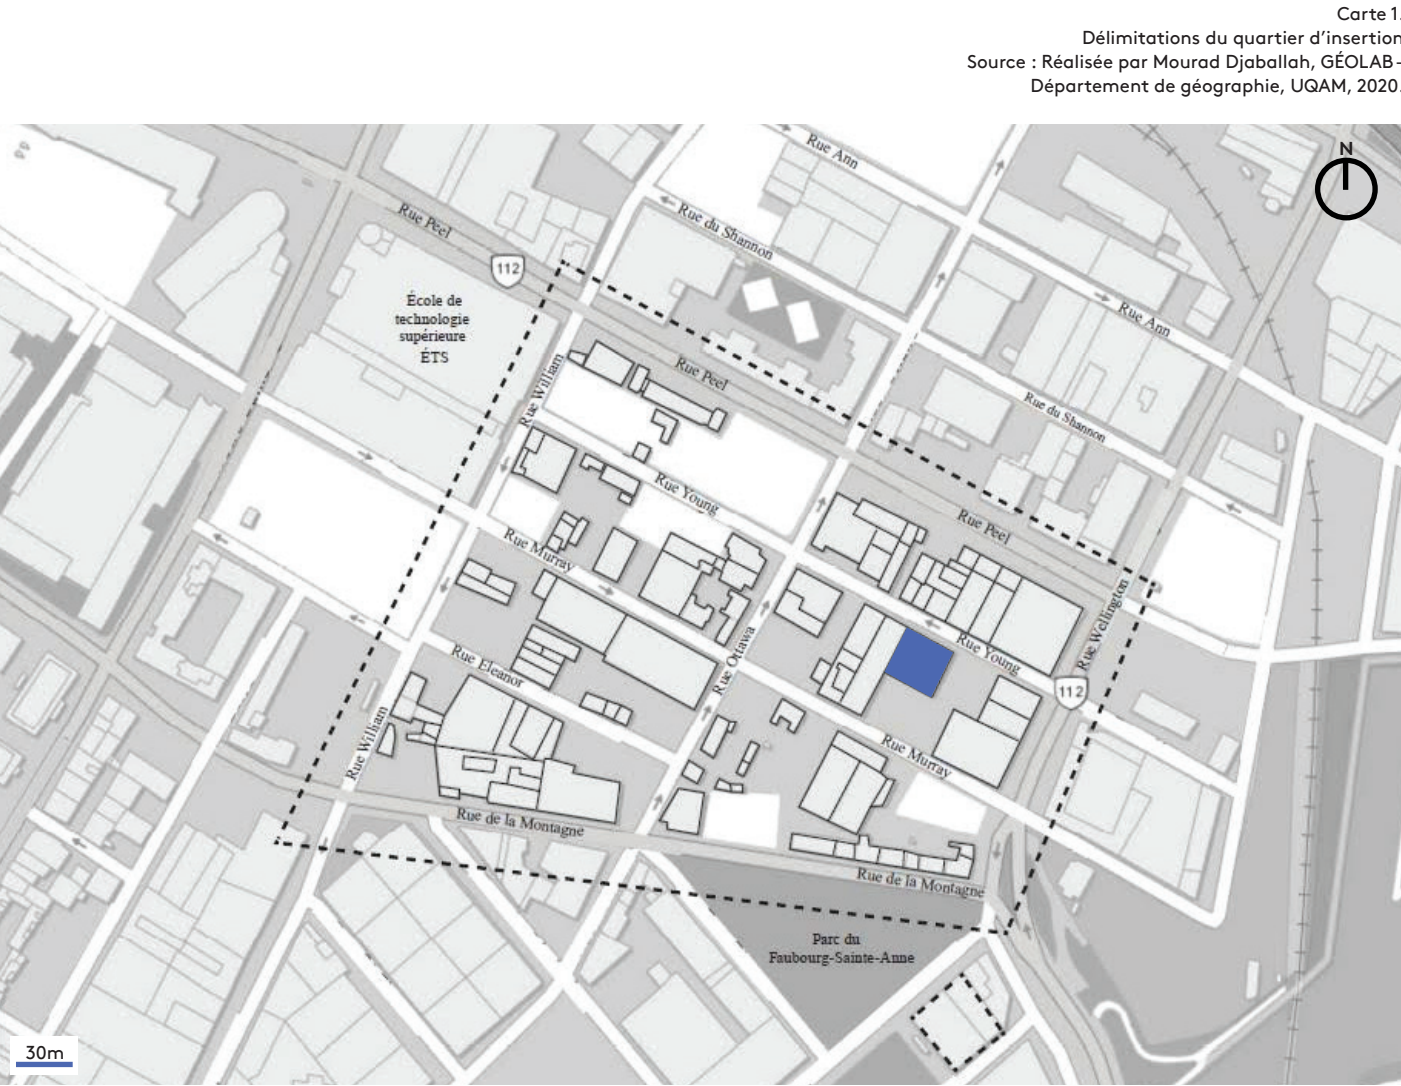 Carte 1.
Délimitations du quartier d'insertion
Source : Réalisée par Mourad Djaballah, GÉOLAB-
Département de géographie, UQAM, 2020.
N
Rue Ann
Rue Peel
Rue du Shannon
112
École de
technologie
supérieure
ÉTS
Rue Ann
Rue William
Rue Peel
Rue du Shannon
Rue Young
Rue Peel
Rue Murray
Rue Wellington
Rue Ottawa
Rue Young
Rue Eleanor
112
Rue William
Rue Murray
Rue de la Montagne
Rue de la Montagne
Parc du
Faubourg-Sainte-Anne
30m